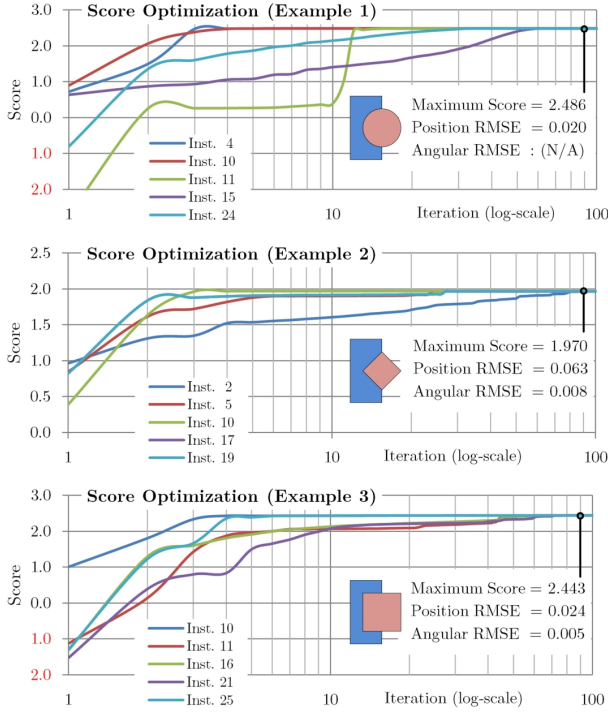 Score Optimization (Example 1)
3.0
2.0
1.0
0.0
1.0
2.0
Score
Maximum Score = 2.486
Position RMSE = 0.020
Angular RMSE : (N/A)
Inst. 4
Inst. 10
Inst. 11
Inst. 15
Inst. 24
1
10
Iteration (log-scale)
100
Score Optimization (Example 2)
2.5
2.0
1.5
1.0
0.5
0.0
Score
Maximum Score = 1.970
Position RMSE = 0.063
Angular RMSE = 0.008
Inst. 2
Inst. 5
Inst. 10
Inst. 17
Inst. 19
1
10
Iteration (log-scale)
100
Score Optimization (Example 3)
3.0
2.0
1.0
0.0
1.0
2.0
Score
Maximum Score = 2.443
Position RMSE = 0.024
Angular RMSE = 0.005
Inst. 10
Inst. 11
Inst. 16
Inst. 21
Inst. 25
1
10
Iteration (log-scale)
100